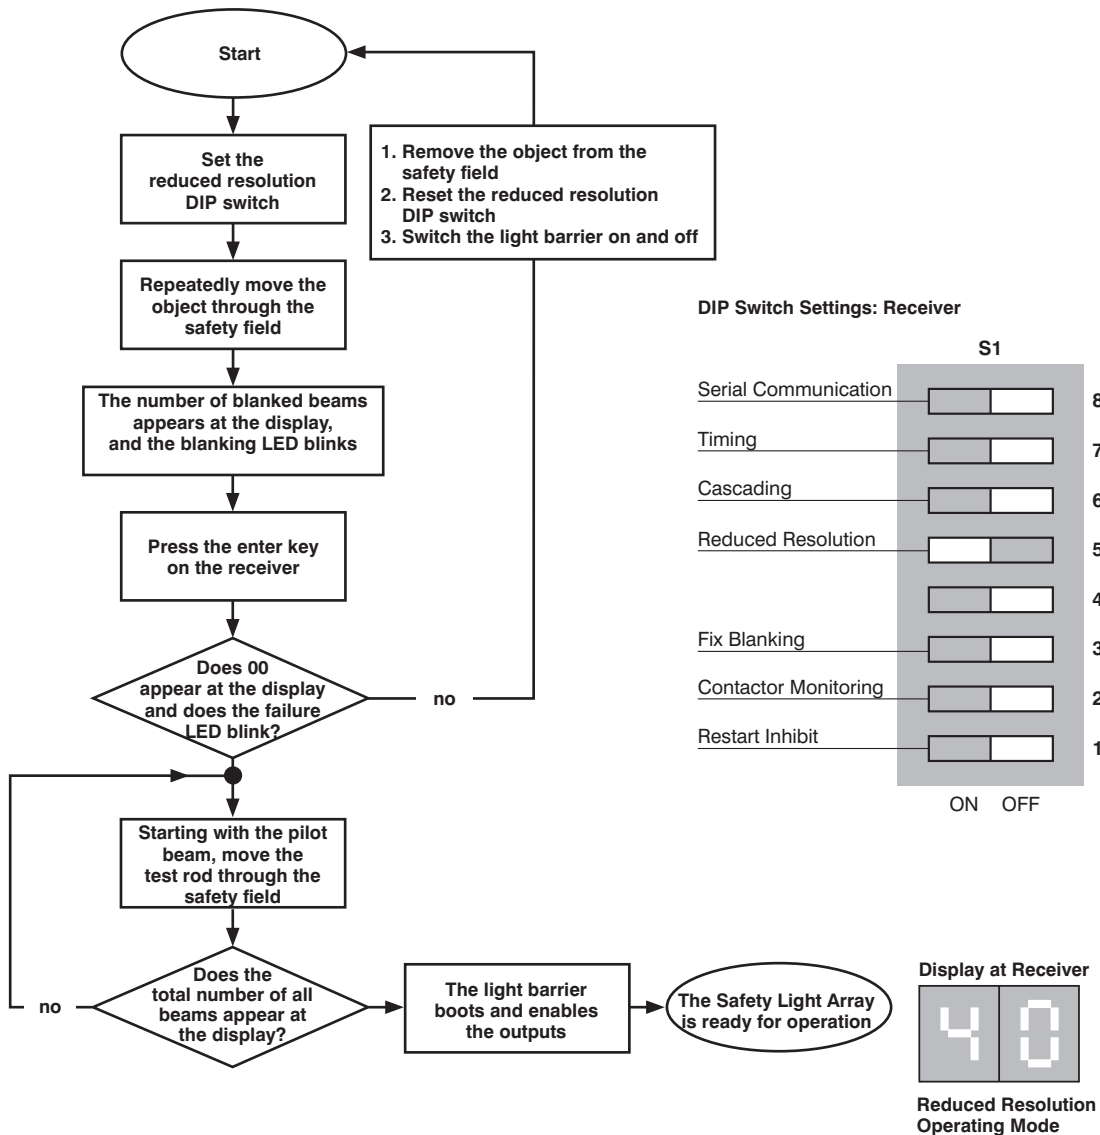 Start
Set the
reduced resolution
DIP switch
Repeatedly move the
object through the
safety field
The number of blanked beams
appears at the display,
and the blanking LED blinks
Press the enter key
on the receiver
Does 00
appear at the display
and does the failure
LED blink?
no
1. Remove the object from the
safety field
2. Reset the reduced resolution
DIP switch
3. Switch the light barrier on and off
Starting with the pilot
beam, move the
test rod through the
safety field
Does the
total number of all
beams appear at
the display?
no
The light barrier
boots and enables
the outputs
The Safety Light Array
is ready for operation
DIP Switch Settings: Receiver
S1
Serial Communication 8
Timing 7
Cascading 6
Reduced Resolution 5
4
Fix Blanking 3
Contactor Monitoring 2
Restart Inhibit 1
ON OFF
Display at Receiver
40
Reduced Resolution
Operating Mode